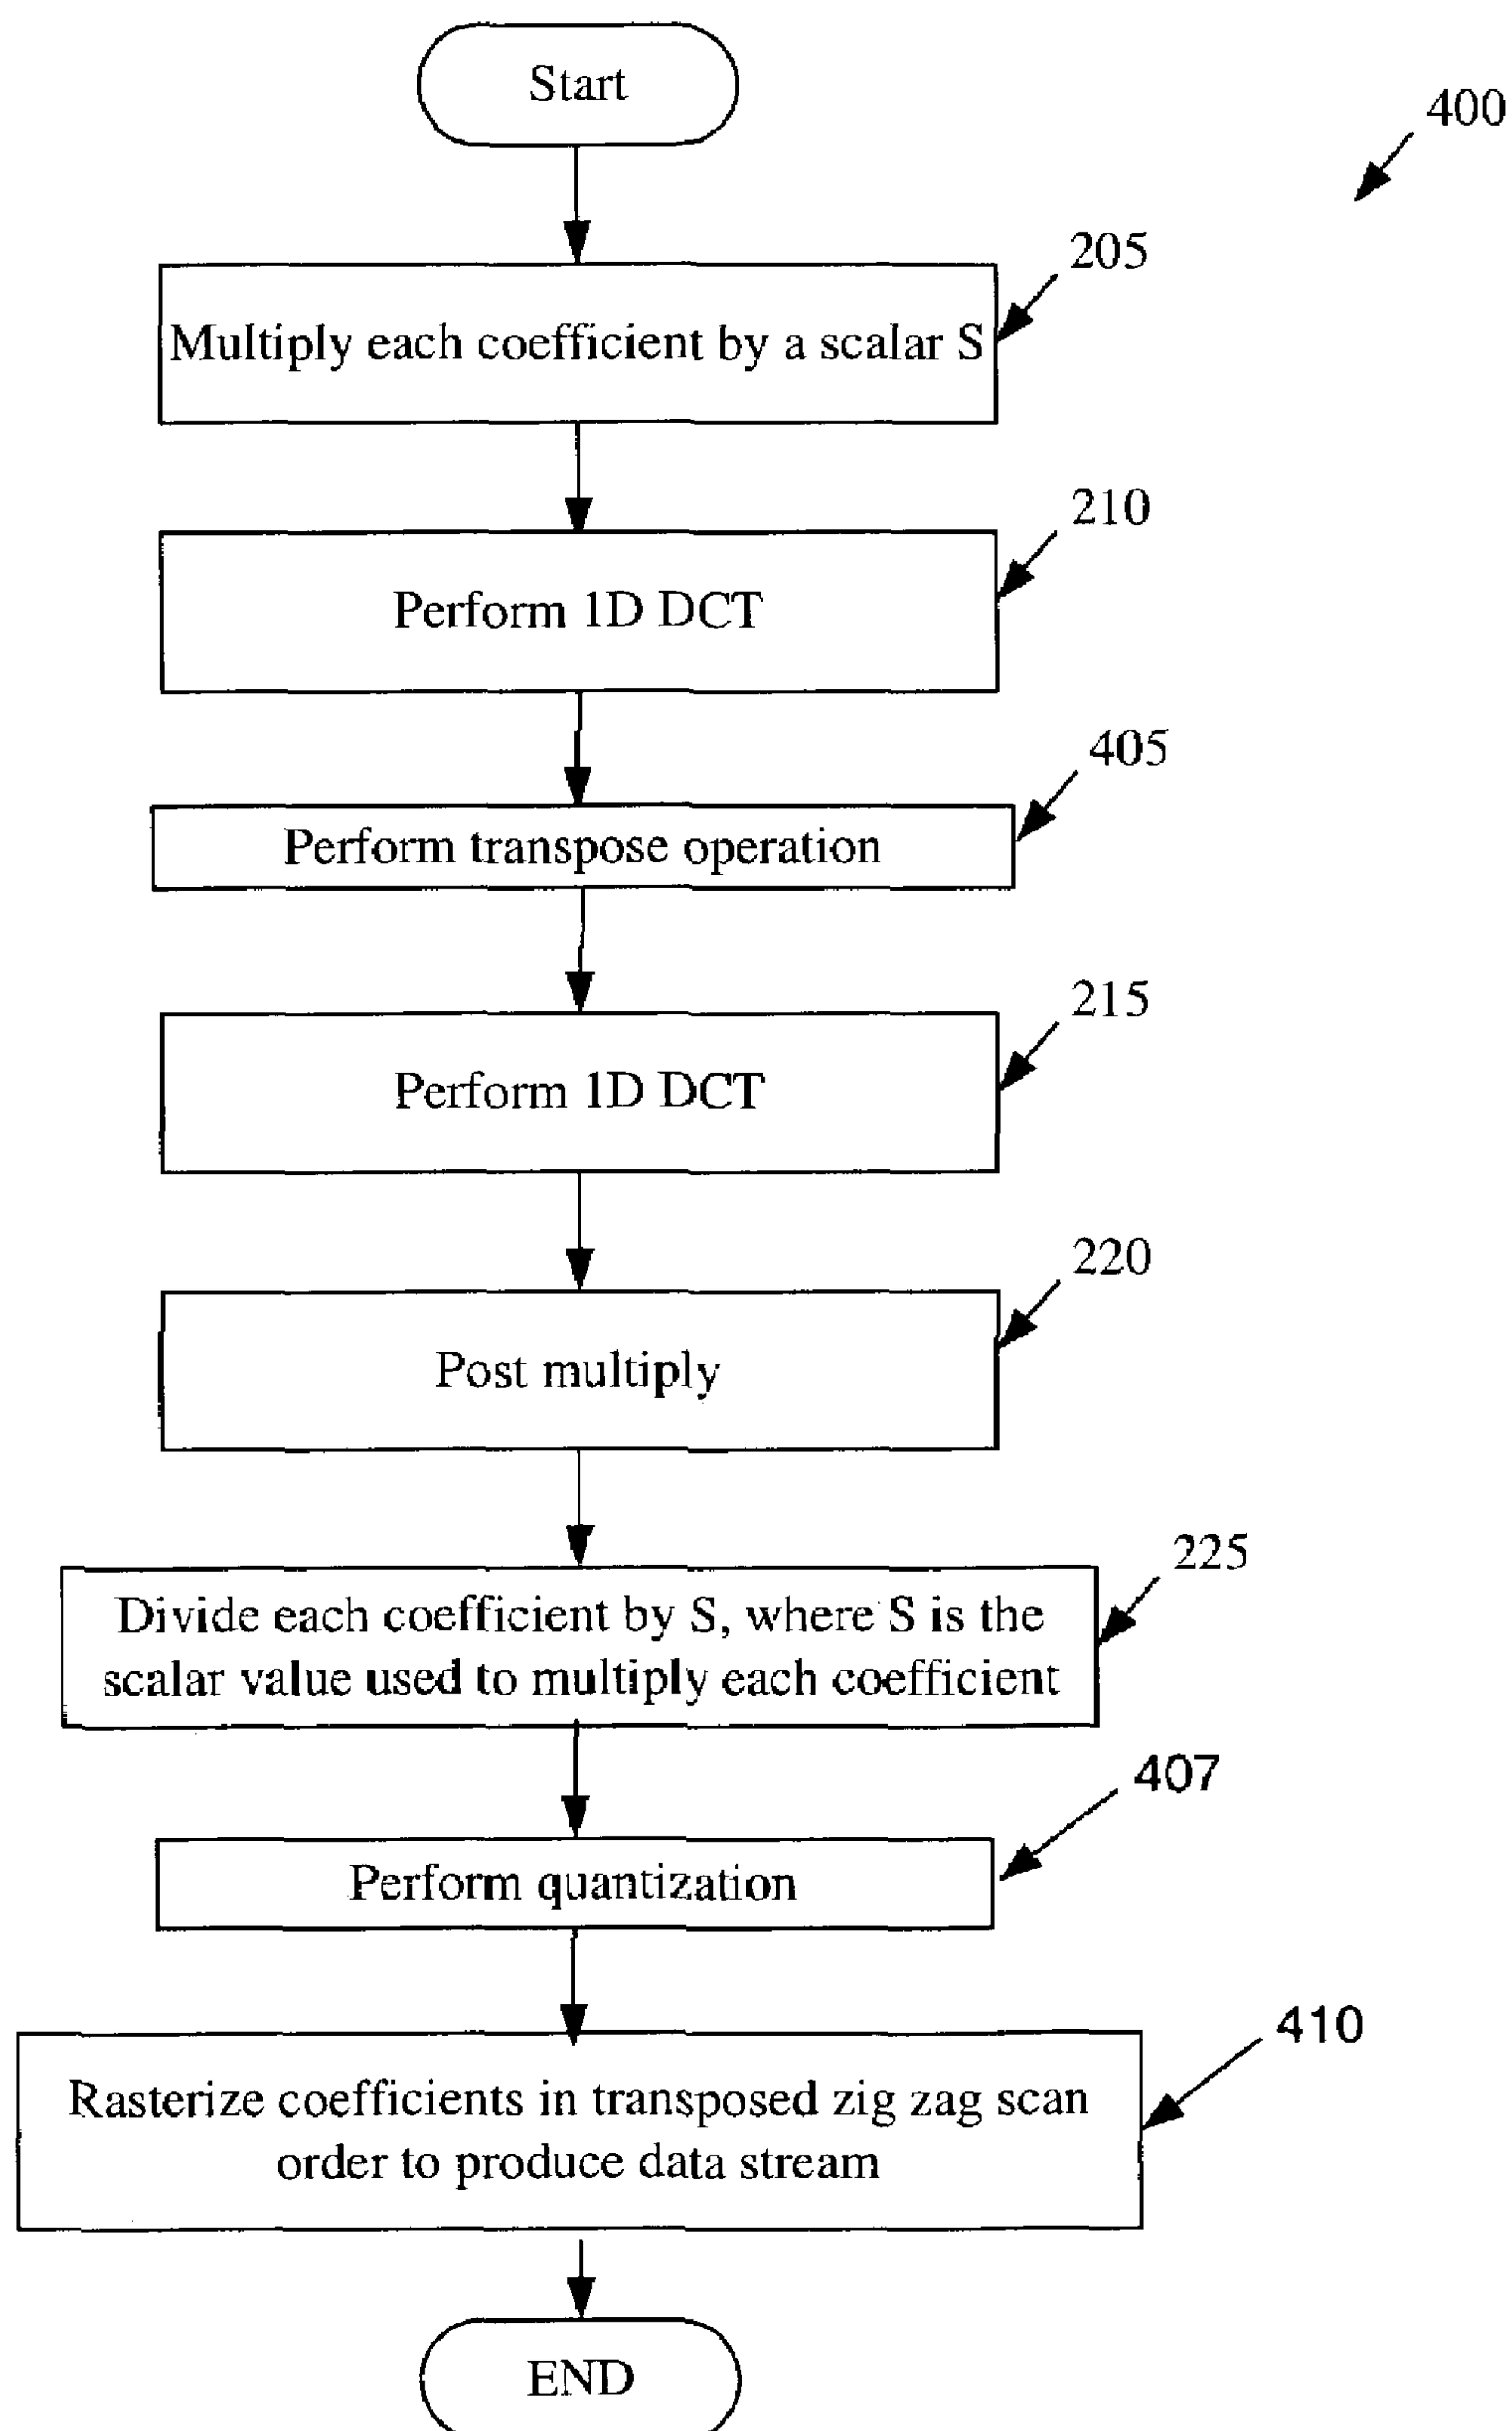 Start
400
205
Multiply each coefficient by a scalar S
210
Perform 1D DCT
405
Perform transpose operation
215
Perform 1D DCT
220
Post multiply
225
Divide each coefficient by S, where S is the
scalar value used to multiply each coefficient
407
Perform quantization
410
Rasterize coefficients in transposed zig zag scan
order to produce data stream
END